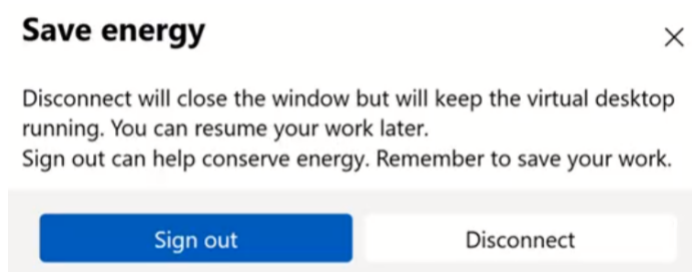 Save energy
Disconnect will close the window but will keep the virtual desktop
running. You can resume your work later.
Sign out can help conserve energy. Remember to save your work.
Sign out
Disconnect